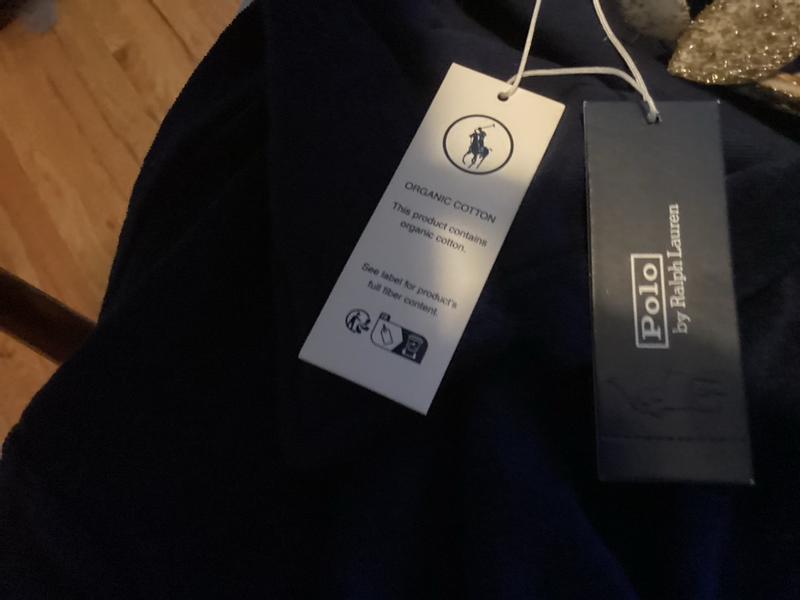 ORGANIC COTTON
This product contains
organic cotton.
See label for product's
full fiber content.
Polo
by Ralph Lauren